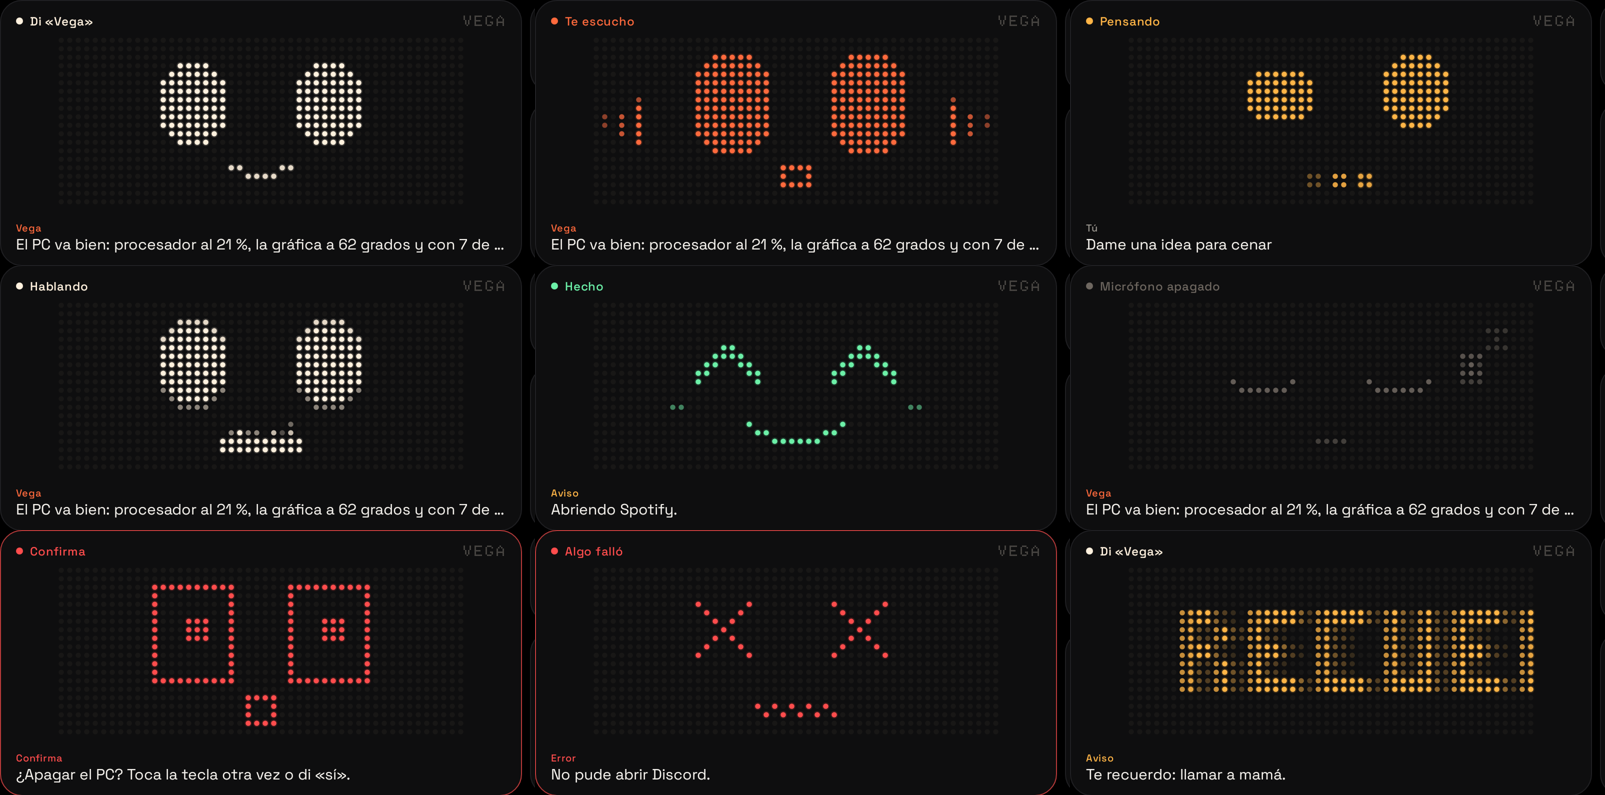 Di «Vega»
VEGA
Vega
El PC va bien: procesador al 21 %, la gráfica a 62 grados y con 7 de ...
Te escucho
VEGA
Vega
El PC va bien: procesador al 21 %, la gráfica a 62 grados y con 7 de ...
Pensando
VEGA
Tú
Dame una idea para cenar
Hablando
VEGA
Vega
El PC va bien: procesador al 21 %, la gráfica a 62 grados y con 7 de ...
Hecho
VEGA
Aviso
Abriendo Spotify.
Micrófono apagado
VEGA
Vega
El PC va bien: procesador al 21 %, la gráfica a 62 grados y con 7 de ...
Confirma
VEGA
Confirma
¿Apagar el PC? Toca la tecla otra vez o di «sí».
Algo falló
VEGA
Error
No pude abrir Discord.
Di «Vega»
VEGA
RECUE
Aviso
Te recuerdo: llamar a mamá.